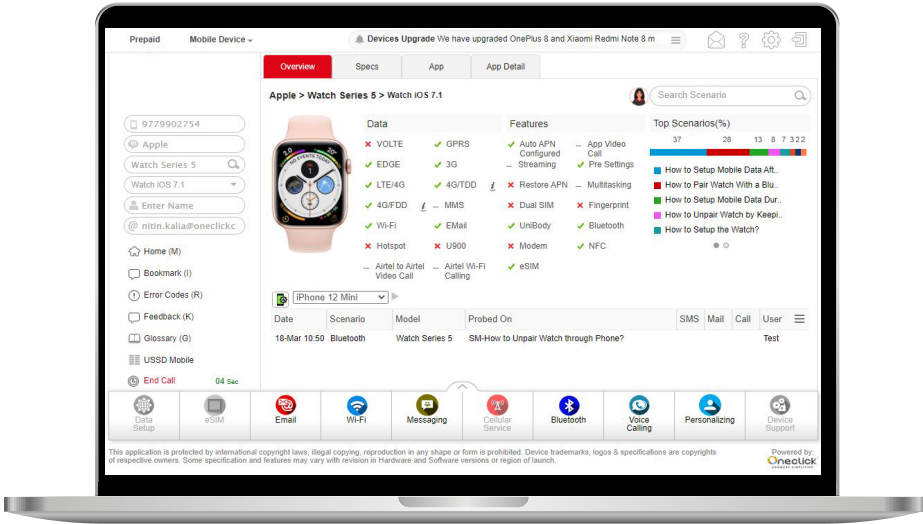 Prepaid Mobile Device
Devices Upgrade We have upgraded OnePlus 8 and Xiaomi Redmi Note 8 m
Overview Specs App App Detail
Apple > Watch Series 5 > Watch iOS 7.1
Search Scenario
9779902754
Apple
Watch Series 5
Watch iOS 7.1
Enter Name
@ nitin.kalia@oneclickc
Home (M)
Bookmark (I)
Error Codes (R)
Feedback (K)
Glossary (G)
USSD Mobile
End Call 04 Sec
Data
VOLTE GPRS
EDGE 3G
LTE/4G 4G/TDD i
4G/FDD i MMS
Wi-Fi EMail
Hotspot U900
Airtel to Airtel Video Call
Airtel Wi-Fi Calling
Features
Auto APN Configured
App Video Call
Streaming Pre Settings
Restore APN Multitasking
Dual SIM Fingerprint
UniBody Bluetooth
Modem NFC
eSIM
Top Scenarios(%)
37 28 13 8 7 3 2 2
How to Setup Mobile Data Aft..
How to Pair Watch With a Blu..
How to Setup Mobile Data Dur..
How to Unpair Watch by Keepi..
How to Setup the Watch?
iPhone 12 Mini
Date Scenario Model Probed On SMS Mail Call User
18-Mar 10:50 Bluetooth Watch Series 5 SM-How to Unpair Watch through Phone? Test
Data Setup
eSIM
Email
Wi-Fi
Messaging
Cellular Service
Bluetooth
Voice Calling
Personalizing
Device Support
This application is protected by international copyright laws, illegal copying, reproduction in any shape or form is prohibited. Device trademarks, logos & specifications are copyrights
of respective owners. Some specification and features may vary with revision in Hardware and Software versions or region of launch.
Powered by:
Oneclick